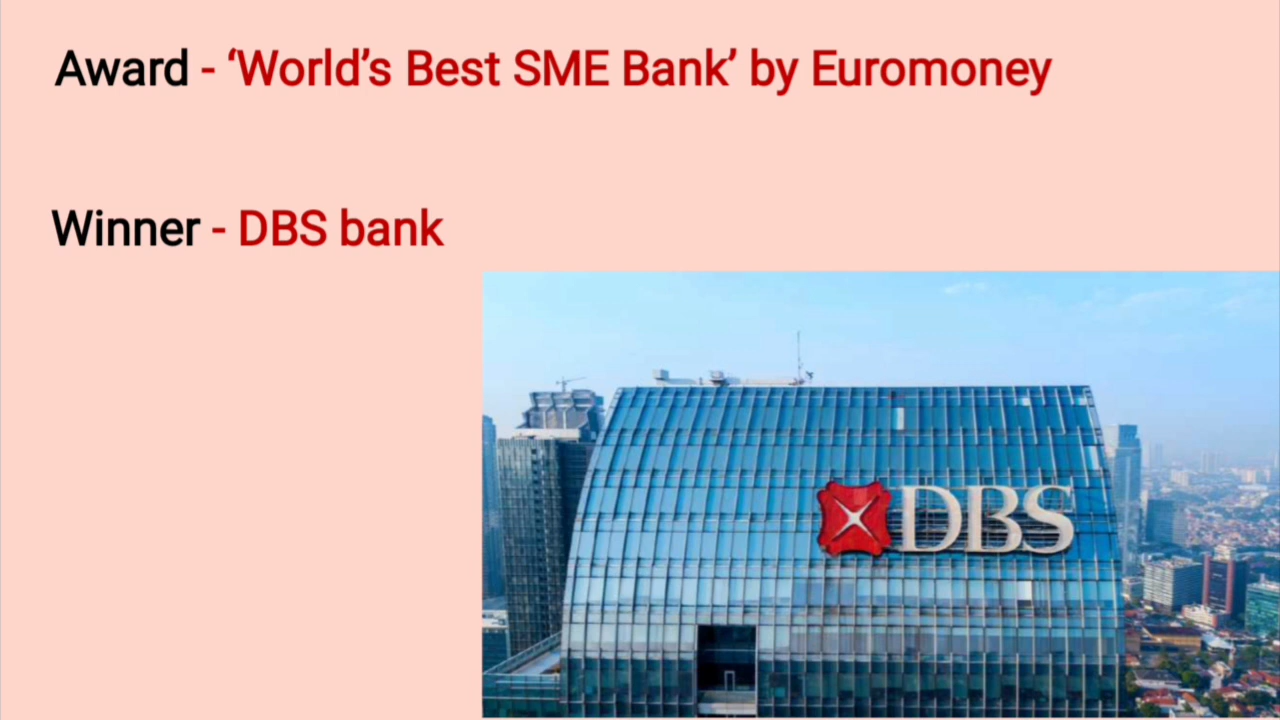 Award - ‘World’s Best SME Bank’ by Euromoney
Winner - DBS bank
DBS